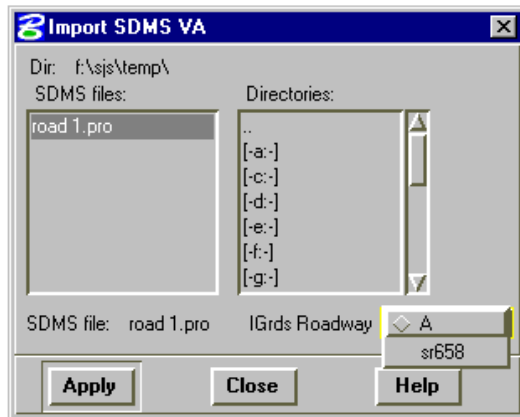 Import SDMS VA
Dir: f:\sjs\temp\
SDMS files:
road 1.pro
Directories:
..
[-a:-]
[-c:-]
[-d:-]
[-e:-]
[-f:-]
[-g:-]
SDMS file: road 1.pro
IGrds Roadway
A
sr658
Apply
Close
Help